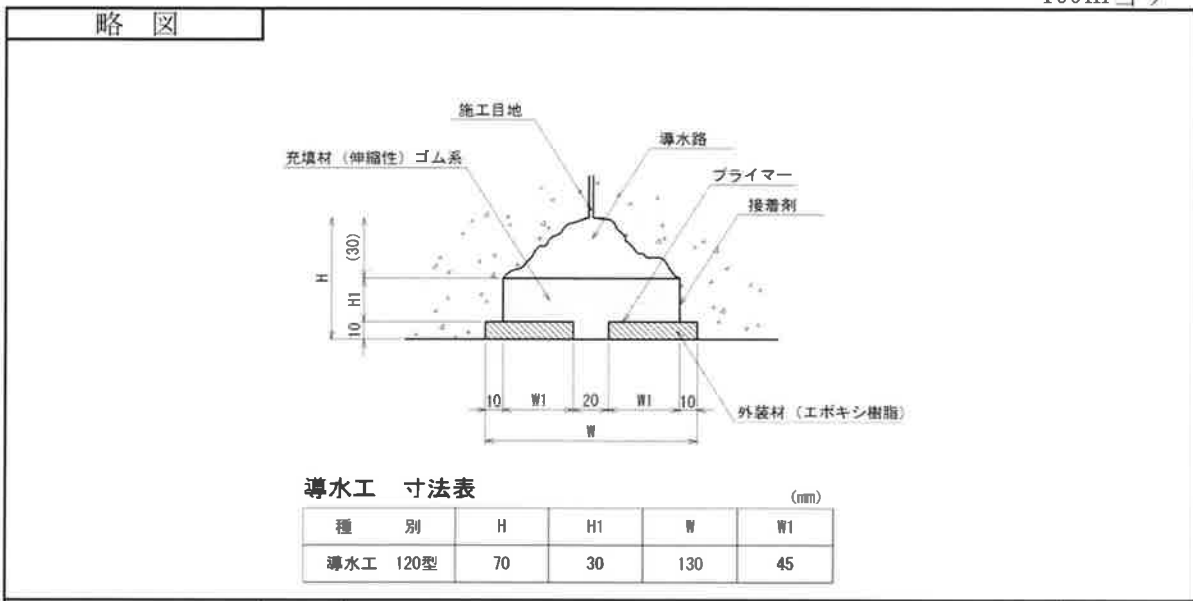 略 図
施工目地
導水路
充填材（伸縮性）ゴム系
プライマー
接着剤
H
(30)
H1
10
10 W1 20 W1 10
W
外装材（エポキシ樹脂）
導水工 寸法表
(mm)
種 別 H H1 W W1
導水工 120型 70 30 130 45